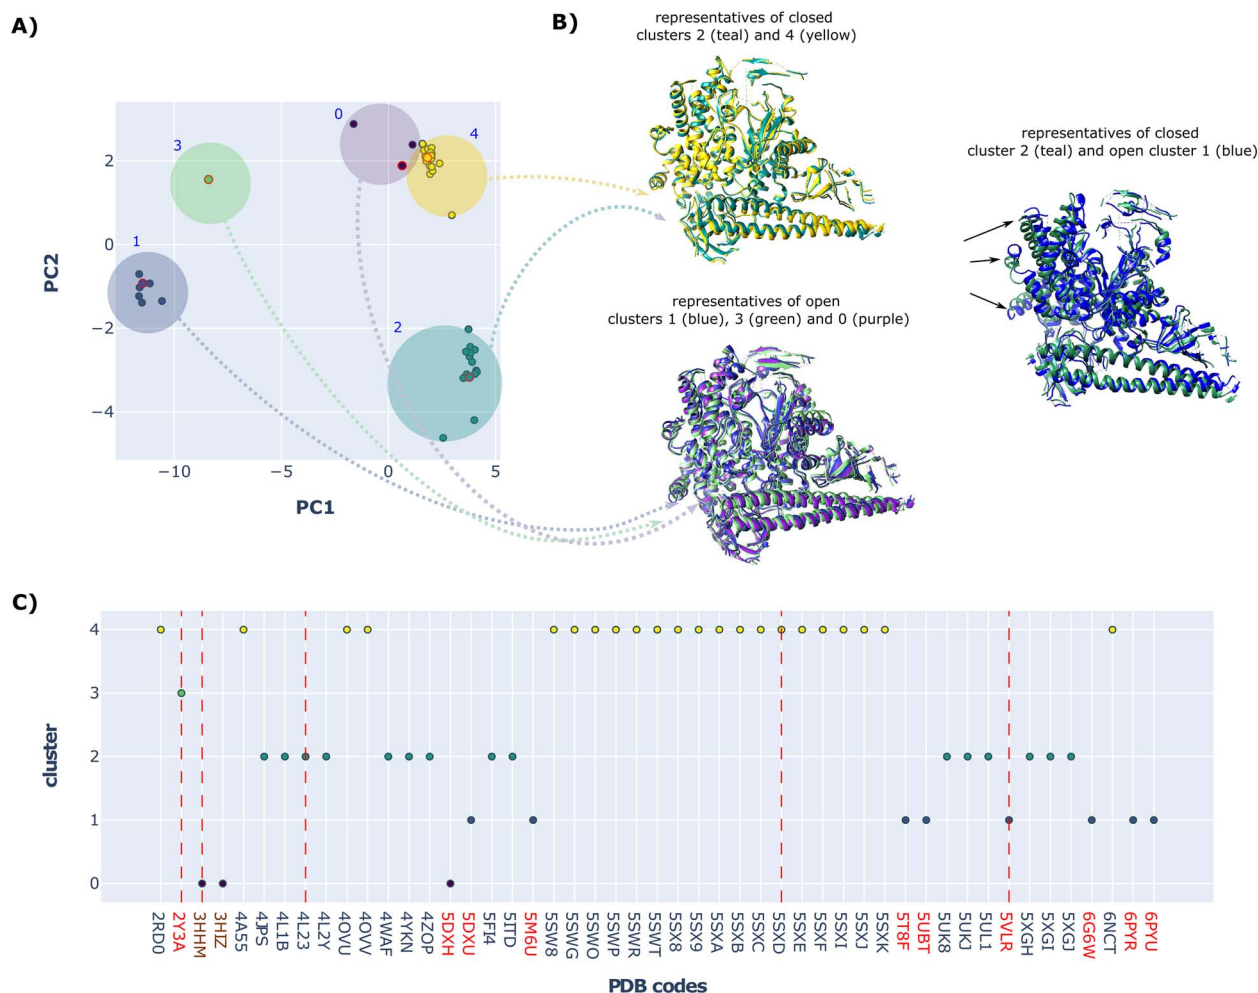 A)
B)
representatives of closed
clusters 2 (teal) and 4 (yellow)
representatives of closed
cluster 2 (teal) and open cluster 1 (blue)
representatives of open
clusters 1 (blue), 3 (green) and 0 (purple)
0
3
4
1
2
2
0
−2
−4
PC2
−10
−5
0
5
PC1
C)
4
3
2
1
0
cluster
2RD0
2Y3A
3HHM
3HIZ
4A55
4JPS
4L1B
4L23
4L2Y
4OVU
4OVV
4WAF
4YKN
4ZOP
5DXH
5DXU
5FI4
5ITD
5M6U
5SW8
5SWG
5SWO
5SWP
5SWR
5SWT
5SX8
5SX9
5SXA
5SXB
5SXC
5SXD
5SXE
5SXF
5SXI
5SXJ
5SXK
5T8F
5UBT
5UK8
5UKJ
5UL1
5VLR
5XGH
5XGI
5XGJ
6G6W
6NCT
6PYR
6PYU
PDB codes